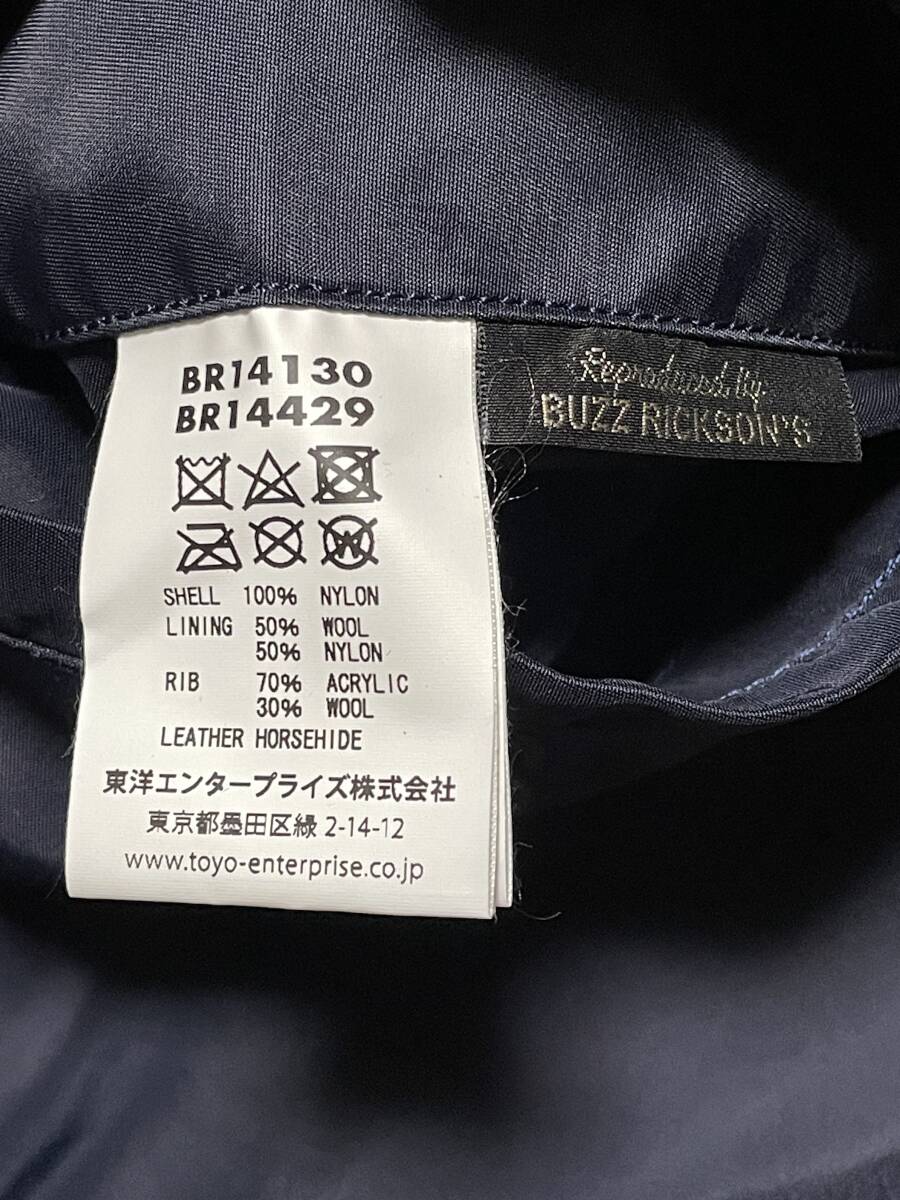 BR14130
BR14429
W
SHELL 100% NYLON
LINING 50% WOOL
50% NYLON
RIB 70% ACRYLIC
30% WOOL
LEATHER HORSEHIDE
東洋エンタープライズ株式会社
東京都墨田区緑 2-14-12
www.toyo-enterprise.co.jp
Reproduced By
BUZZ RICKSON'S